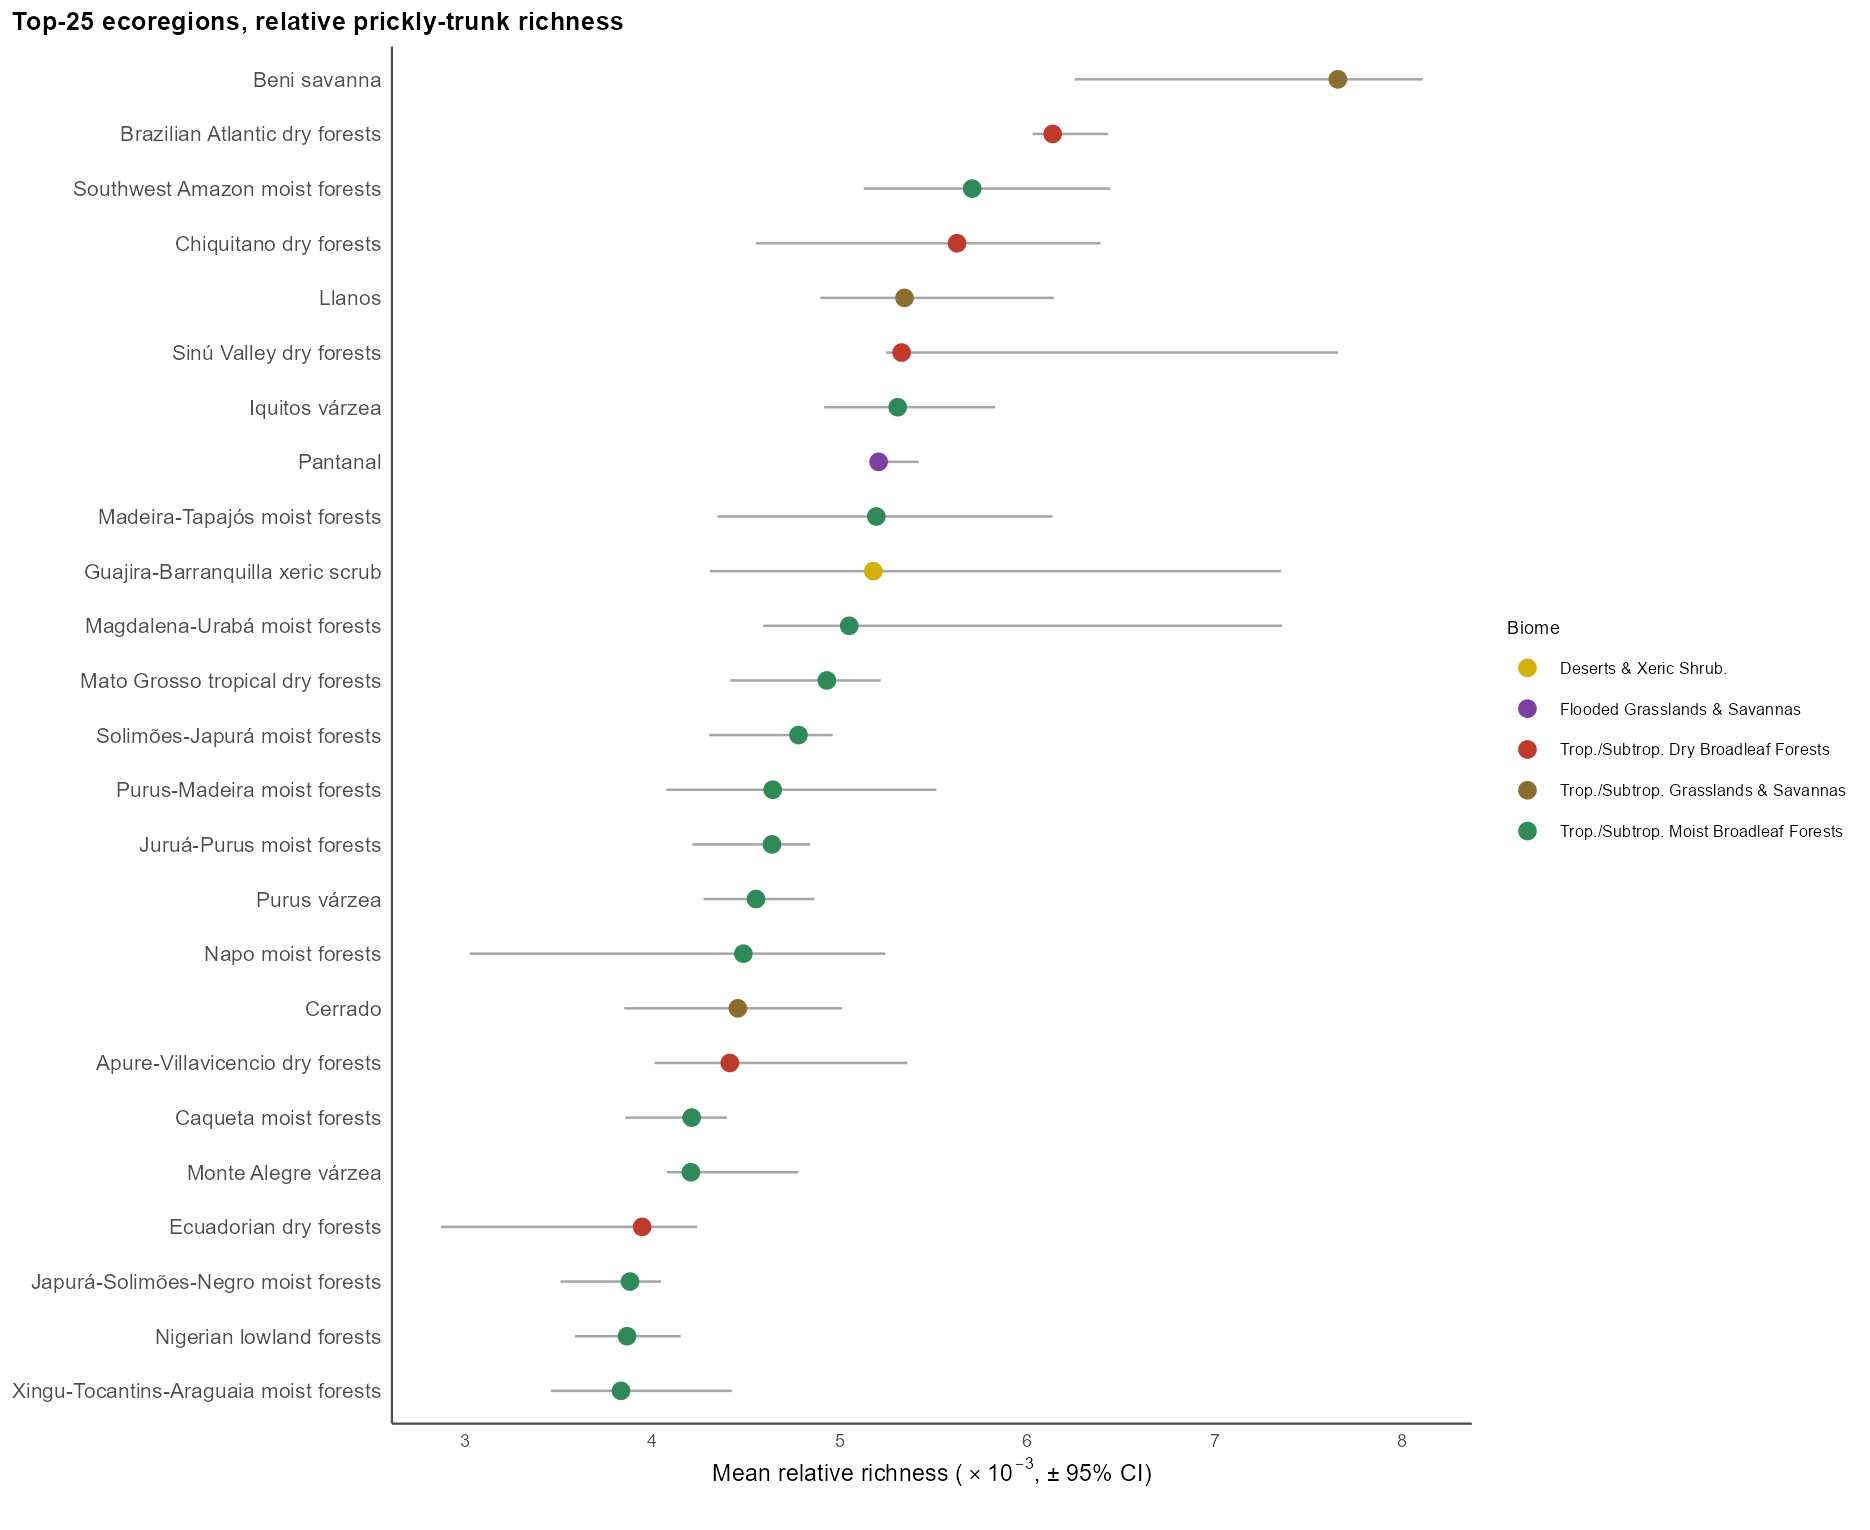 Top-25 ecoregions, relative prickly-trunk richness
Beni savanna
Brazilian Atlantic dry forests
Southwest Amazon moist forests
Chiquitano dry forests
Llanos
Sinú Valley dry forests
Iquitos várzea
Pantanal
Madeira-Tapajós moist forests
Guajira-Barranquilla xeric scrub
Magdalena-Urabá moist forests
Mato Grosso tropical dry forests
Solimões-Japurá moist forests
Purus-Madeira moist forests
Juruá-Purus moist forests
Purus várzea
Napo moist forests
Cerrado
Apure-Villavicencio dry forests
Caqueta moist forests
Monte Alegre várzea
Ecuadorian dry forests
Japurá-Solimões-Negro moist forests
Nigerian lowland forests
Xingu-Tocantins-Araguaia moist forests
3 4 5 6 7 8
Mean relative richness ( × 10⁻³, ± 95% CI)
Biome
Deserts & Xeric Shrub.
Flooded Grasslands & Savannas
Trop./Subtrop. Dry Broadleaf Forests
Trop./Subtrop. Grasslands & Savannas
Trop./Subtrop. Moist Broadleaf Forests